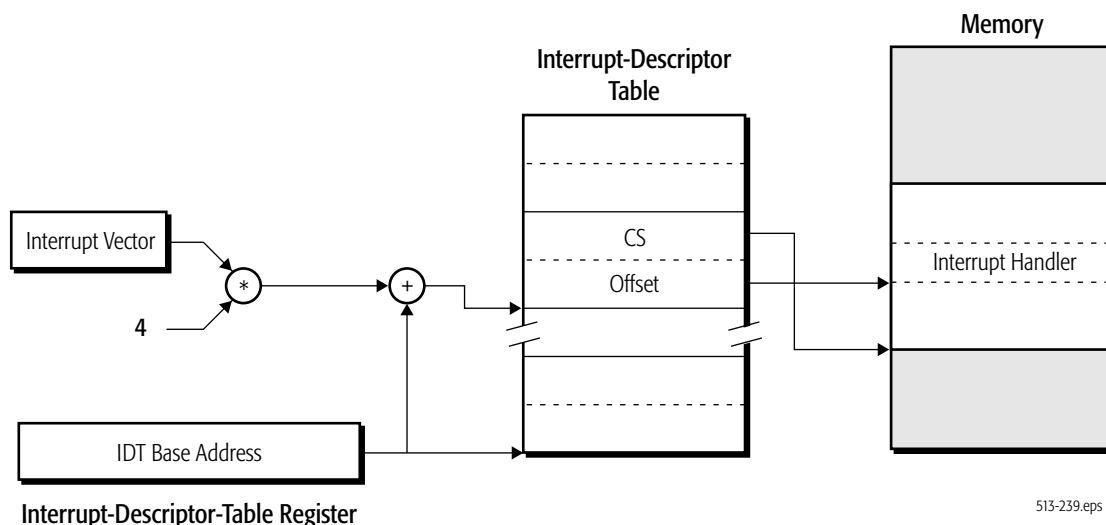 Memory
Interrupt-Descriptor
Table
Interrupt Vector
CS
*
+
Offset
Interrupt Handler
4
IDT Base Address
Interrupt-Descriptor-Table Register
513-239.eps